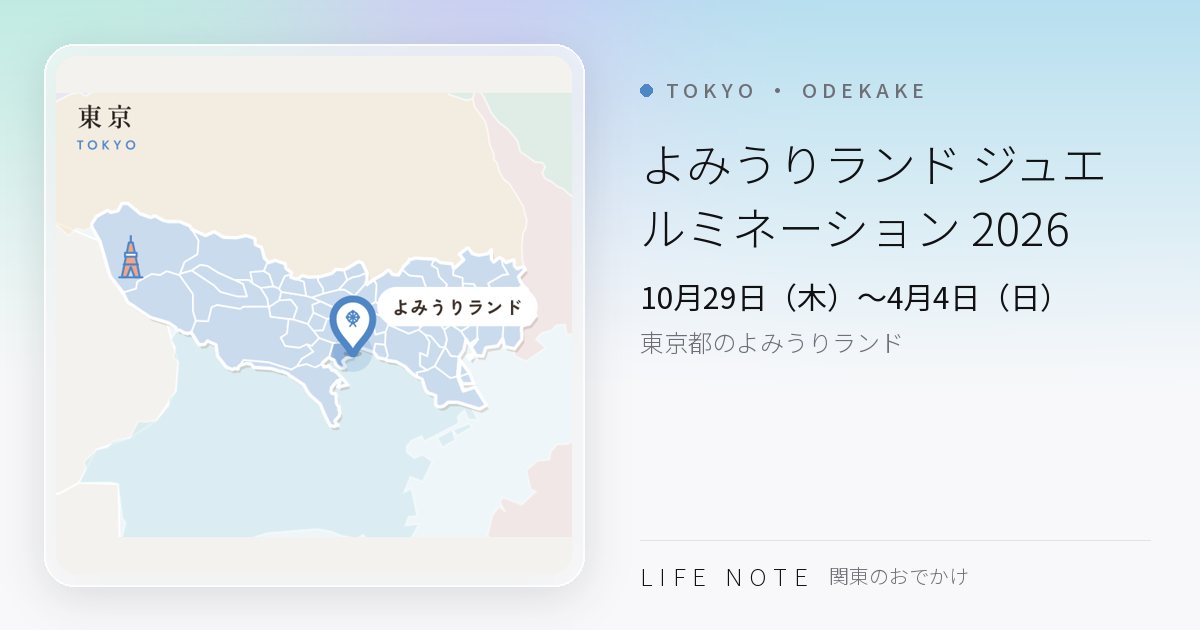 東京
TOKYO
よみうりランド
TOKYO • ODEKAKE
よみうりランド ジュエ
ルミネーション 2026
10月29日（木）〜4月4日（日）
東京都のよみうりランド
LIFE NOTE 関東のおでかけ